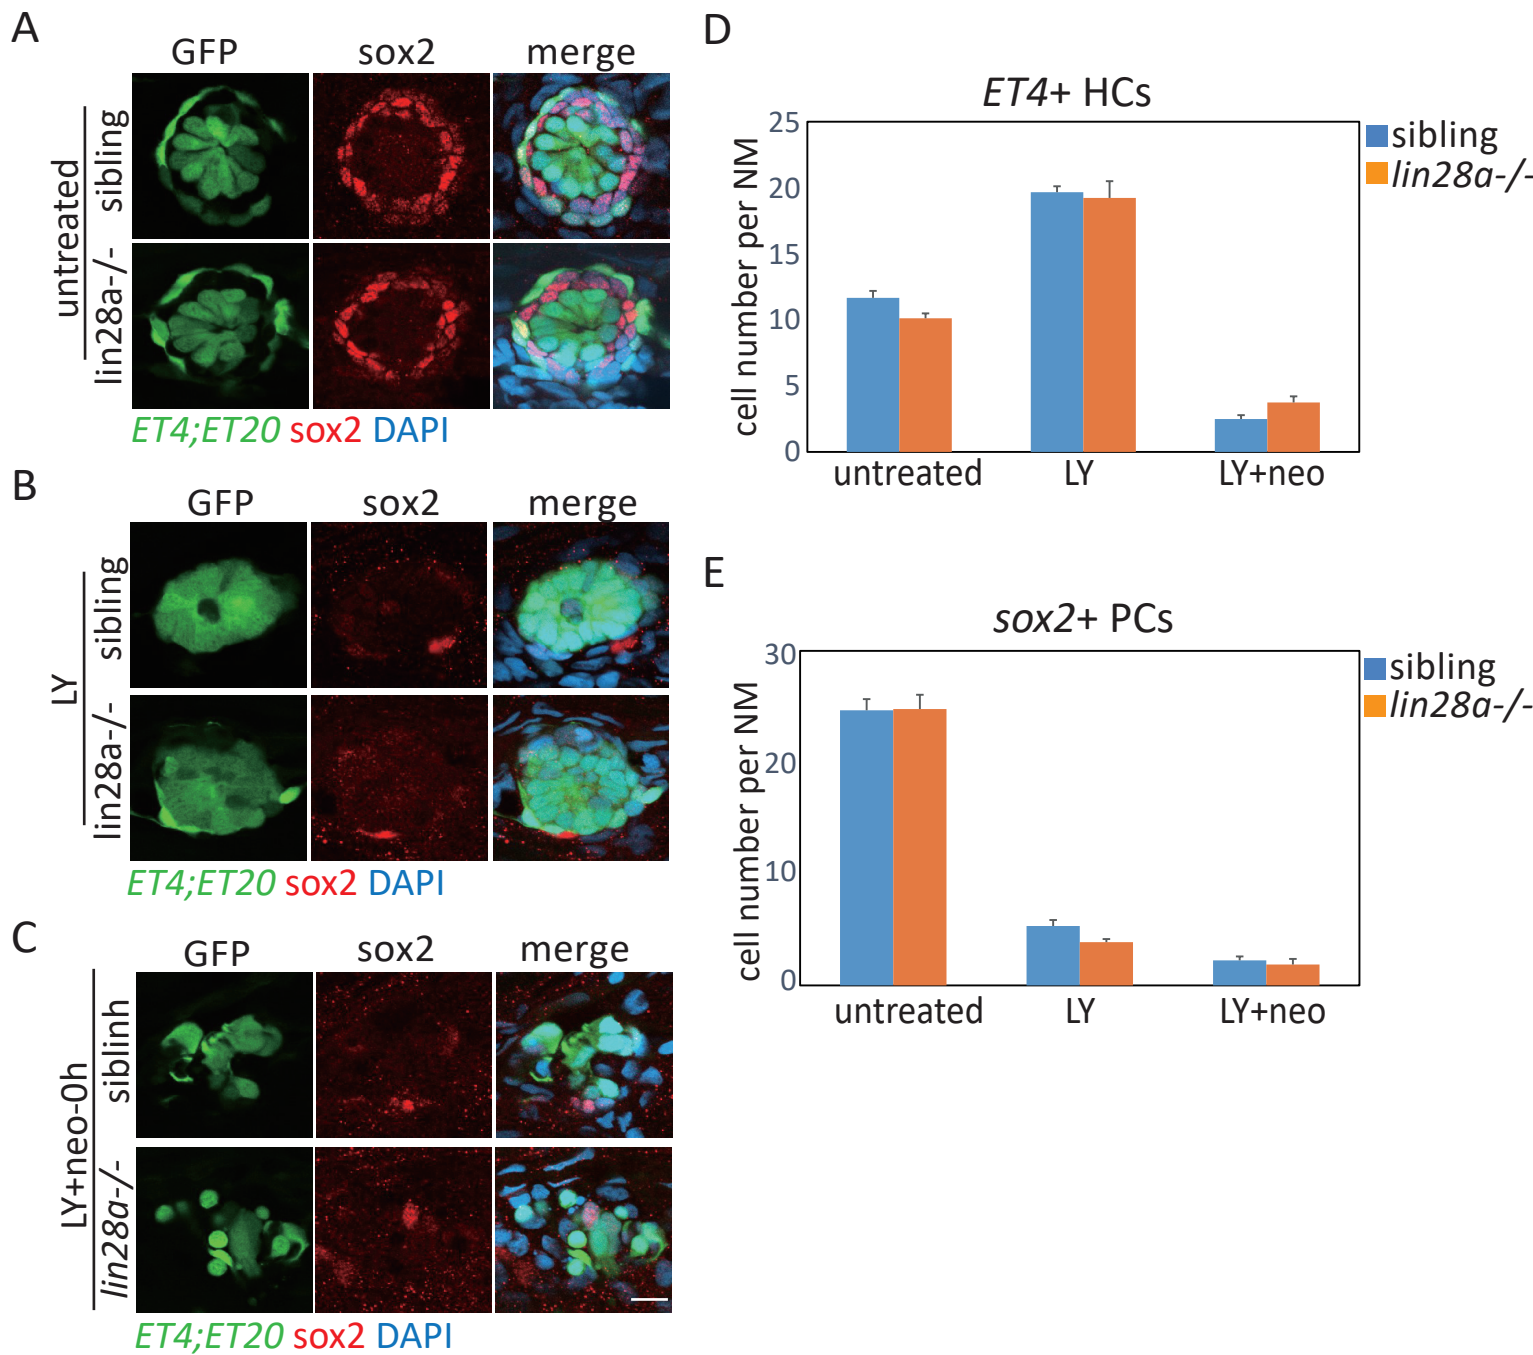 A
GFP sox2 merge
untreated
sibling
lin28a-/-
ET4;ET20 sox2 DAPI
B
GFP sox2 merge
LY
sibling
lin28a-/-
ET4;ET20 sox2 DAPI
C
GFP sox2 merge
LY+neo-0h
siblinh
lin28a-/-
ET4;ET20 sox2 DAPI
D
ET4+ HCs
cell number per NM
25
20
15
10
5
0
untreated LY LY+neo
sibling
lin28a-/-
E
sox2+ PCs
cell number per NM
30
20
10
0
untreated LY LY+neo
sibling
lin28a-/-